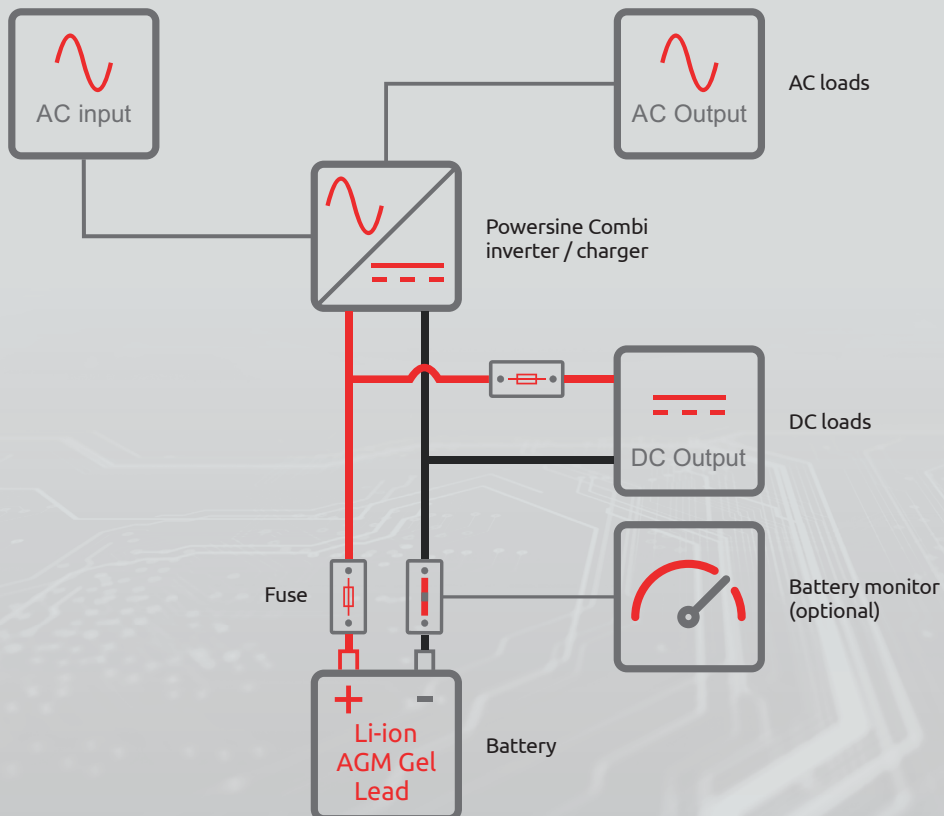 AC input
AC Output
AC loads
Powersine Combi
inverter / charger
DC Output
DC loads
Fuse
Battery monitor
(optional)
+ -
Li-ion
AGM Gel
Lead
Battery